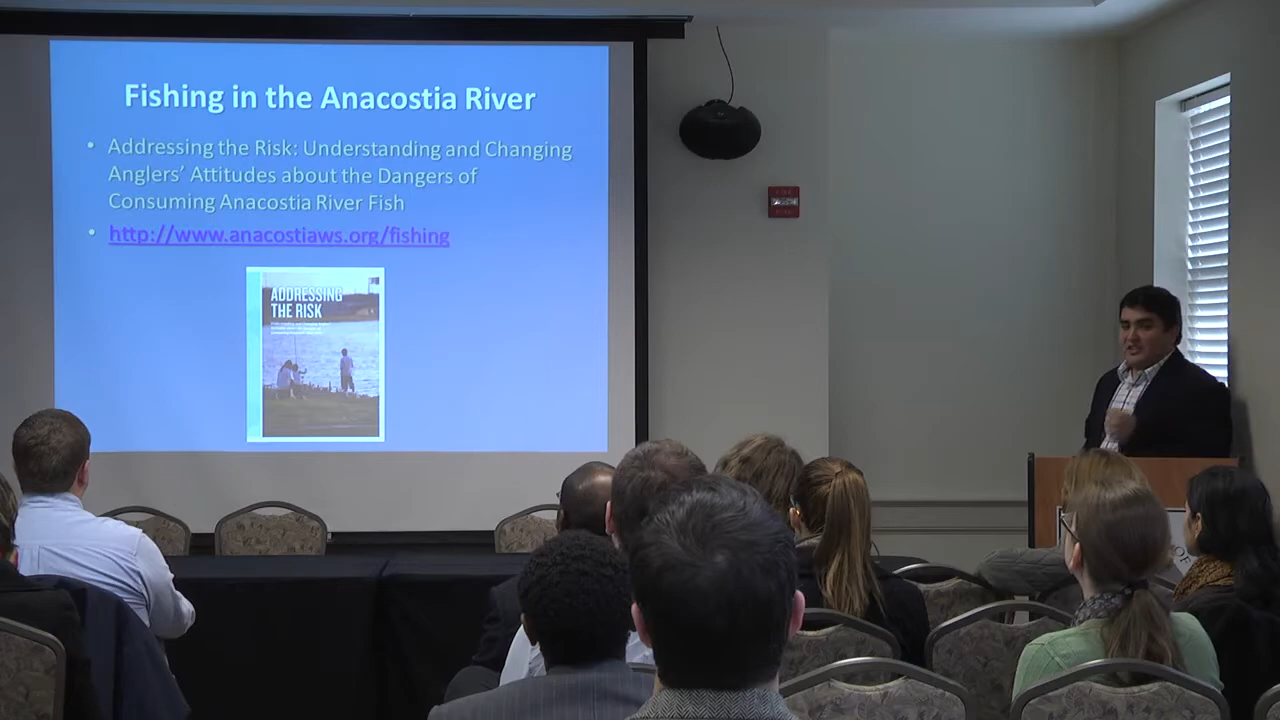 Fishing in the Anacostia River
• Addressing the Risk: Understanding and Changing
Anglers’ Attitudes about the Dangers of
Consuming Anacostia River Fish
• http://www.anacostiaws.org/fishing
ADDRESSING
THE RISK
OF